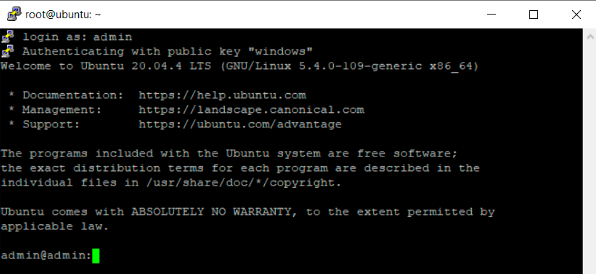 root@ubuntu: ~
login as: admin
Authenticating with public key "windows"
Welcome to Ubuntu 20.04.4 LTS (GNU/Linux 5.4.0-109-generic x86_64)
* Documentation: https://help.ubuntu.com
* Management: https://landscape.canonical.com
* Support: https://ubuntu.com/advantage
The programs included with the Ubuntu system are free software;
the exact distribution terms for each program are described in the
individual files in /usr/share/doc/*/copyright.
Ubuntu comes with ABSOLUTELY NO WARRANTY, to the extent permitted by
applicable law.
admin@admin: